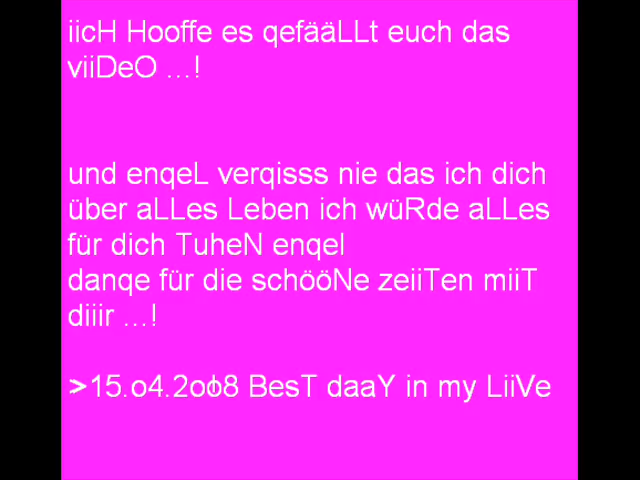 iicH Hooffe es qefääLLt euch das
viiDeO ...!
und enqeL verqisss nie das ich dich
über aLLes Leben ich wüRde aLLes
für dich TuheN enqel
danqe für die schööNe zeiiTen miiT
diiir ...!
>15.o4.2oφ8 BesT daaY in my LiiVe